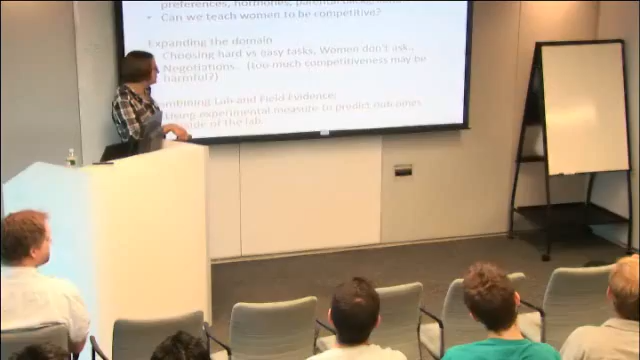 preferences, hormones, parental
• Can we teach women to be competitive?
Expanding the domain
Choosing hard vs easy tasks, Women don't ask.,
Negotiations.. (too much competitiveness may be
harmful?)
ombining Lab and Field Evidence:
Using experimental measure to predict outcomes
side of the lab.